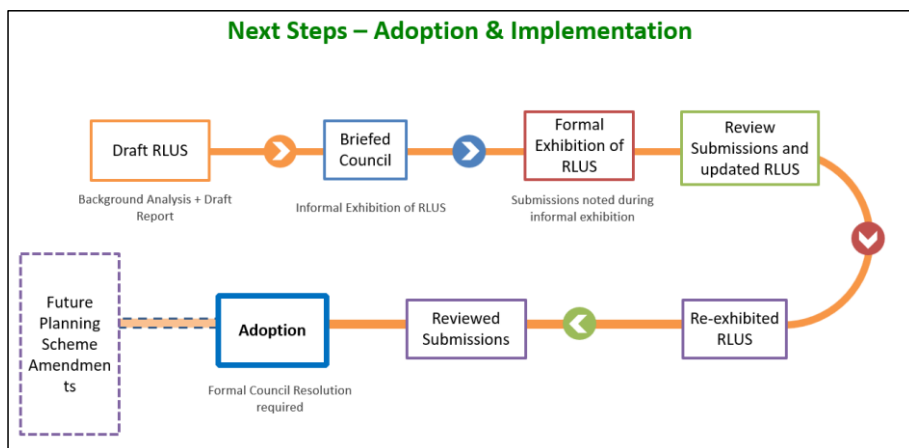 Next Steps – Adoption & Implementation
Draft RLUS
Background Analysis + Draft
Report
Briefed
Council
Informal Exhibition of RLUS
Formal
Exhibition of
RLUS
Submissions noted during
informal exhibition
Review
Submissions and
updated RLUS
Re-exhibited
RLUS
Reviewed
Submissions
Adoption
Formal Council Resolution
required
Future
Planning
Scheme
Amendmen
ts